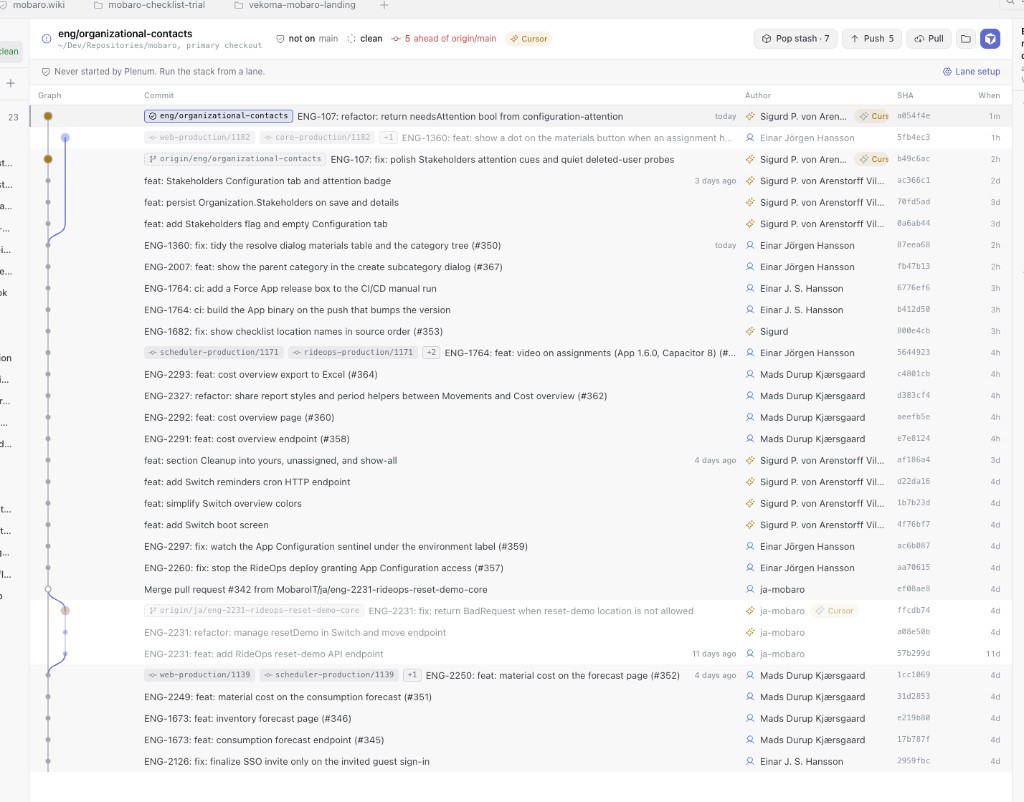 mobaro.wiki mobaro-checklist-trial vekoma-mobaro-landing
eng/organizational-contacts
~/Dev/Repositories/mobaro, primary checkout
not on main clean 5 ahead of origin/main Cursor
Pop stash · 7 Push 5 Pull
clean
Never started by Plenum. Run the stack from a lane. Lane setup
Graph Commit Author SHA When
23
eng/organizational-contacts ENG-107: refactor: return needsAttention bool from configuration-attention today Sigurd P. von Aren... Curs a054f4e 1m
web-production/1182 core-production/1182 +1 ENG-1360: feat: show a dot on the materials button when an assignment h... Einar Jörgen Hansson 5fb4ec3 1h
origin/eng/organizational-contacts ENG-107: fix: polish Stakeholders attention cues and quiet deleted-user probes Sigurd P. von Aren... Curs b49c6ac 2h
feat: Stakeholders Configuration tab and attention badge 3 days ago Sigurd P. von Arenstorff Vil... ac366c1 2d
feat: persist Organization.Stakeholders on save and details Sigurd P. von Arenstorff Vil... 70fd5ad 3d
feat: add Stakeholders flag and empty Configuration tab Sigurd P. von Arenstorff Vil... 0a6ab44 3d
ENG-1360: fix: tidy the resolve dialog materials table and the category tree (#350) today Einar Jörgen Hansson 87eea68 2h
ENG-2007: feat: show the parent category in the create subcategory dialog (#367) Einar Jörgen Hansson fb47b13 2h
ENG-1764: ci: add a Force App release box to the CI/CD manual run Einar J. S. Hansson 6776ef6 3h
ENG-1764: ci: build the App binary on the push that bumps the version Einar J. S. Hansson b412d50 3h
ENG-1682: fix: show checklist location names in source order (#353) Sigurd 800e4cb 3h
scheduler-production/1171 rideops-production/1171 +2 ENG-1764: feat: video on assignments (App 1.6.0, Capacitor 8) (#... Einar Jörgen Hansson 5644923 4h
ENG-2293: feat: cost overview export to Excel (#364) Mads Durup Kjærsgaard c4801cb 4h
ENG-2327: refactor: share report styles and period helpers between Movements and Cost overview (#362) Mads Durup Kjærsgaard d383cf4 4h
ENG-2292: feat: cost overview page (#360) Mads Durup Kjærsgaard aeefb5e 4h
ENG-2291: feat: cost overview endpoint (#358) Mads Durup Kjærsgaard e7e8124 4h
feat: section Cleanup into yours, unassigned, and show-all 4 days ago Sigurd P. von Arenstorff Vil... af186a4 3d
feat: add Switch reminders cron HTTP endpoint Sigurd P. von Arenstorff Vil... d22da16 4d
feat: simplify Switch overview colors Sigurd P. von Arenstorff Vil... 1b7b23d 4d
feat: add Switch boot screen Sigurd P. von Arenstorff Vil... 4f76bf7 4d
ENG-2297: fix: watch the App Configuration sentinel under the environment label (#359) Einar Jörgen Hansson ac6b087 4d
ENG-2260: fix: stop the RideOps deploy granting App Configuration access (#357) Einar Jörgen Hansson aa70615 4d
Merge pull request #342 from MobaroIT/ja/eng-2231-rideops-reset-demo-core ja-mobaro ef08ae8 4d
origin/ja/eng-2231-rideops-reset-demo-core ENG-2231: fix: return BadRequest when reset-demo location is not allowed ja-mobaro Cursor ffcdb74 4d
ENG-2231: refactor: manage resetDemo in Switch and move endpoint ja-mobaro a08e50b 4d
ENG-2231: feat: add RideOps reset-demo API endpoint 11 days ago ja-mobaro 57b299d 11d
web-production/1139 scheduler-production/1139 +1 ENG-2250: feat: material cost on the forecast page (#352) 4 days ago Mads Durup Kjærsgaard 1cc1069 4d
ENG-2249: feat: material cost on the consumption forecast (#351) Mads Durup Kjærsgaard 31d2853 4d
ENG-1673: feat: inventory forecast page (#346) Mads Durup Kjærsgaard e219b80 4d
ENG-1673: feat: consumption forecast endpoint (#345) Mads Durup Kjærsgaard 17b787f 4d
ENG-2126: fix: finalize SSO invite only on the invited guest sign-in Einar J. S. Hansson 2959fbc 4d